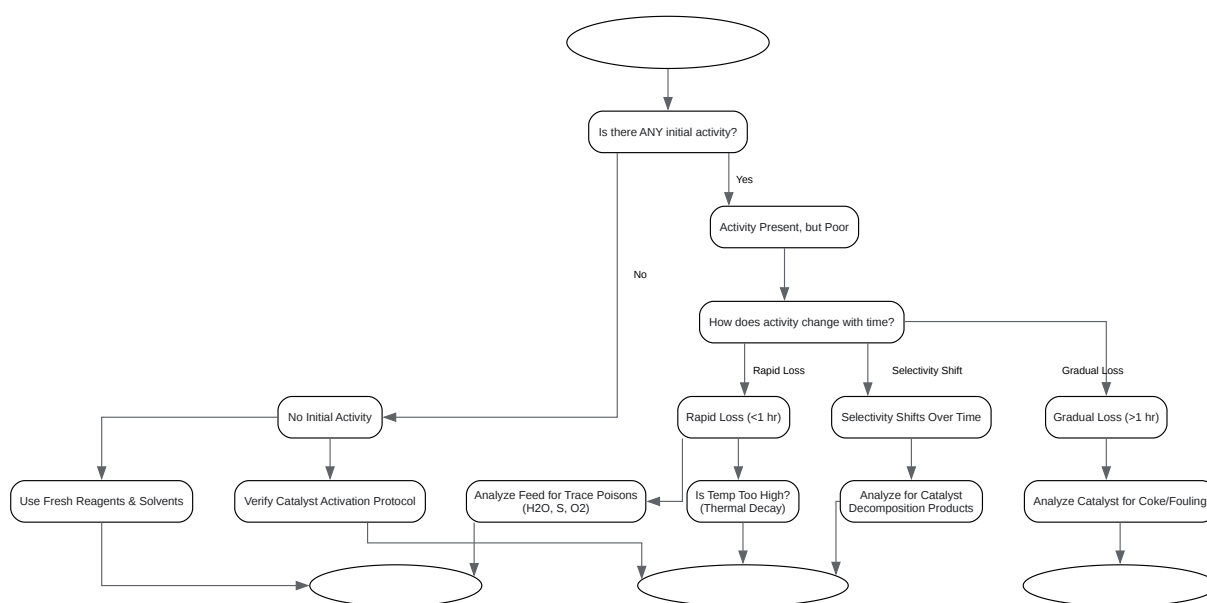 Is there ANY initial activity?
Yes
Activity Present, but Poor
No
How does activity change with time?
Rapid Loss
Selectivity Shift
Gradual Loss
No Initial Activity
Rapid Loss (<1 hr)
Selectivity Shifts Over Time
Gradual Loss (>1 hr)
Use Fresh Reagents & Solvents
Verify Catalyst Activation Protocol
Analyze Feed for Trace Poisons
(H2O, S, O2)
Is Temp Too High?
(Thermal Decay)
Analyze for Catalyst
Decomposition Products
Analyze Catalyst for Coke/Fouling